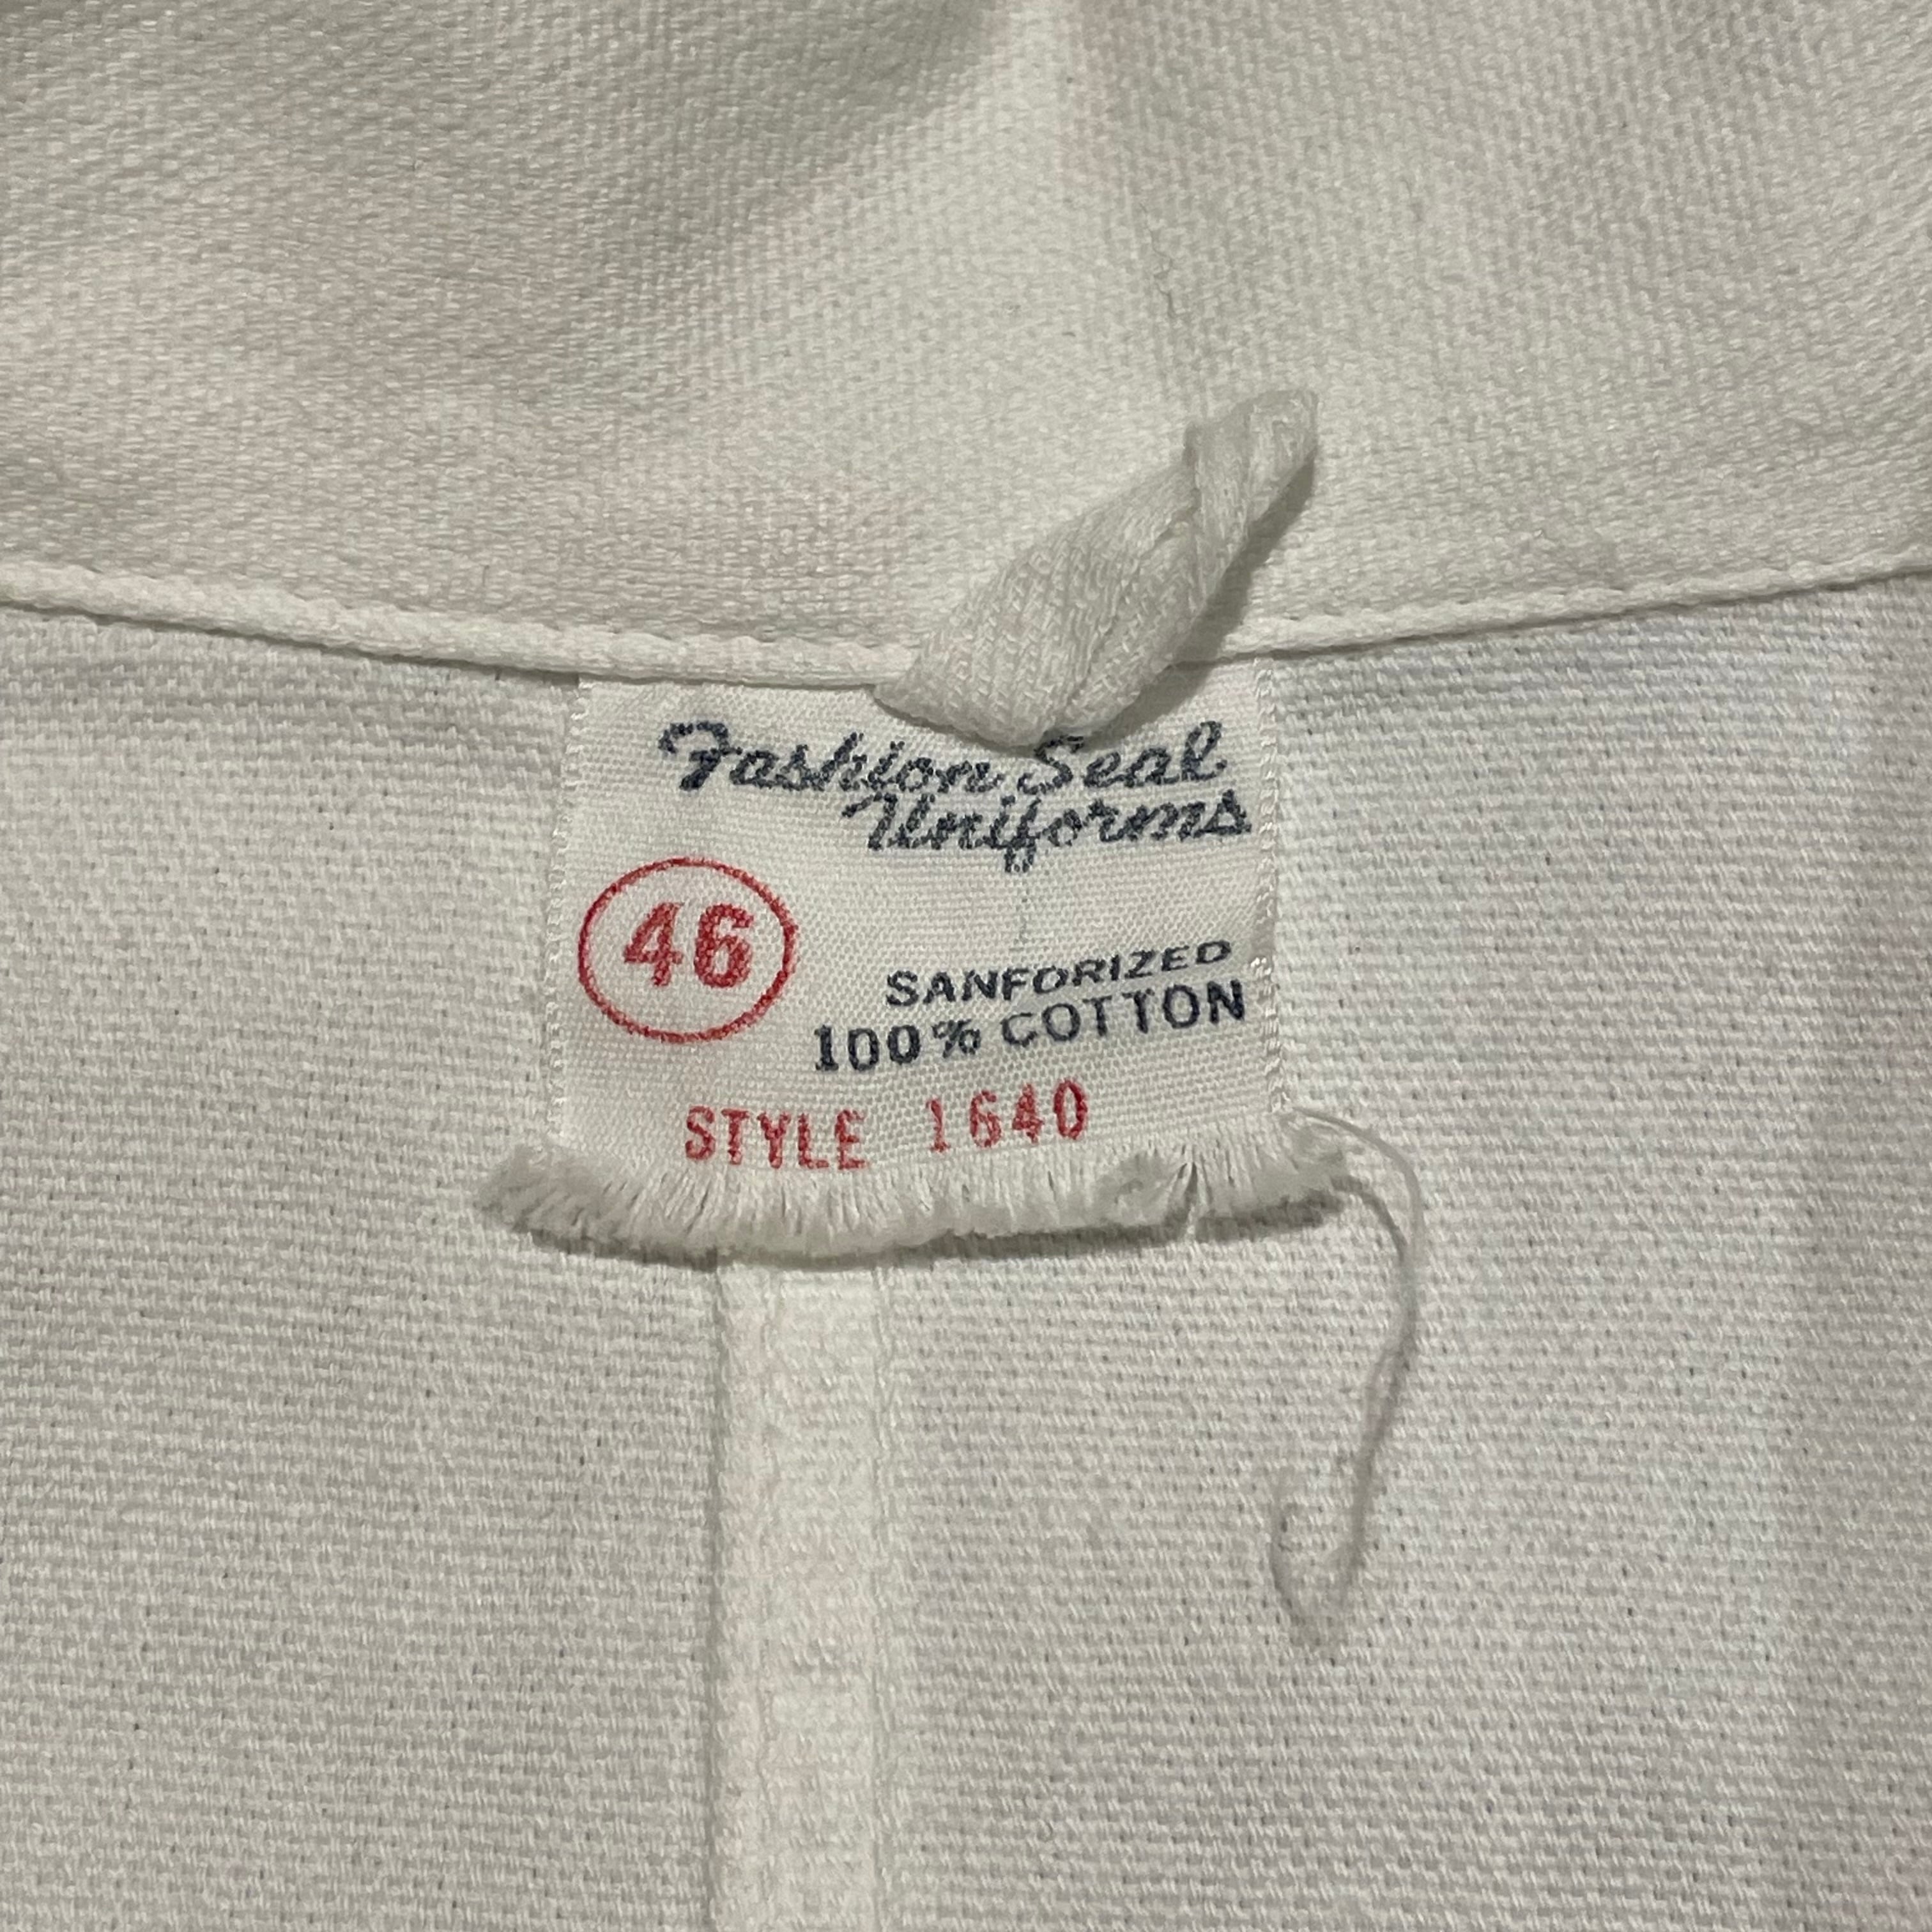 Fashion Seal
Uniforms
46
SANFORIZED
100% COTTON
STYLE 1640